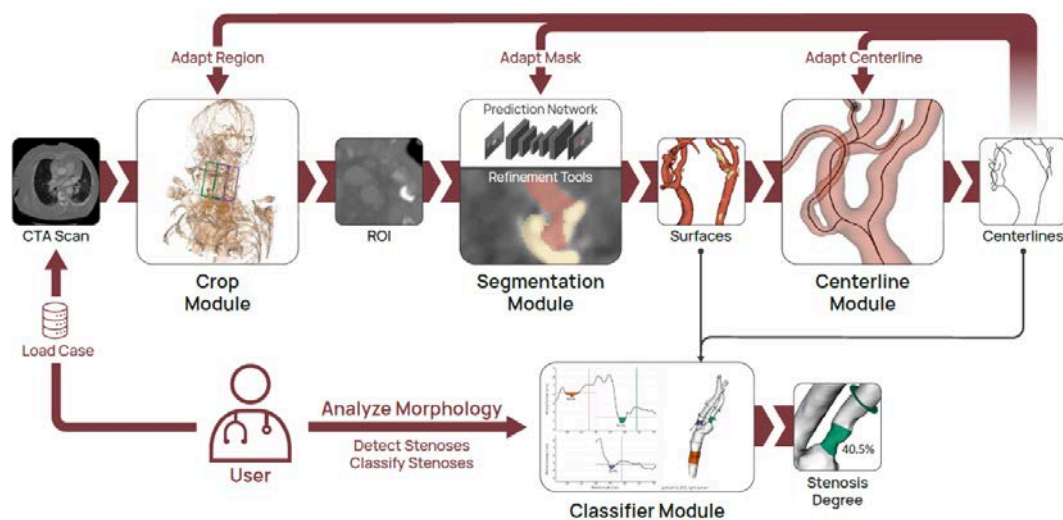 Adapt Region
Adapt Mask
Adapt Centerline
Prediction Network
Refinement Tools
CTA Scan
ROI
Surfaces
Centerlines
Crop
Module
Segmentation
Module
Centerline
Module
Load Case
Analyze Morphology
Detect Stenoses
Classify Stenoses
User
40.5%
Stenosis
Degree
Classifier Module